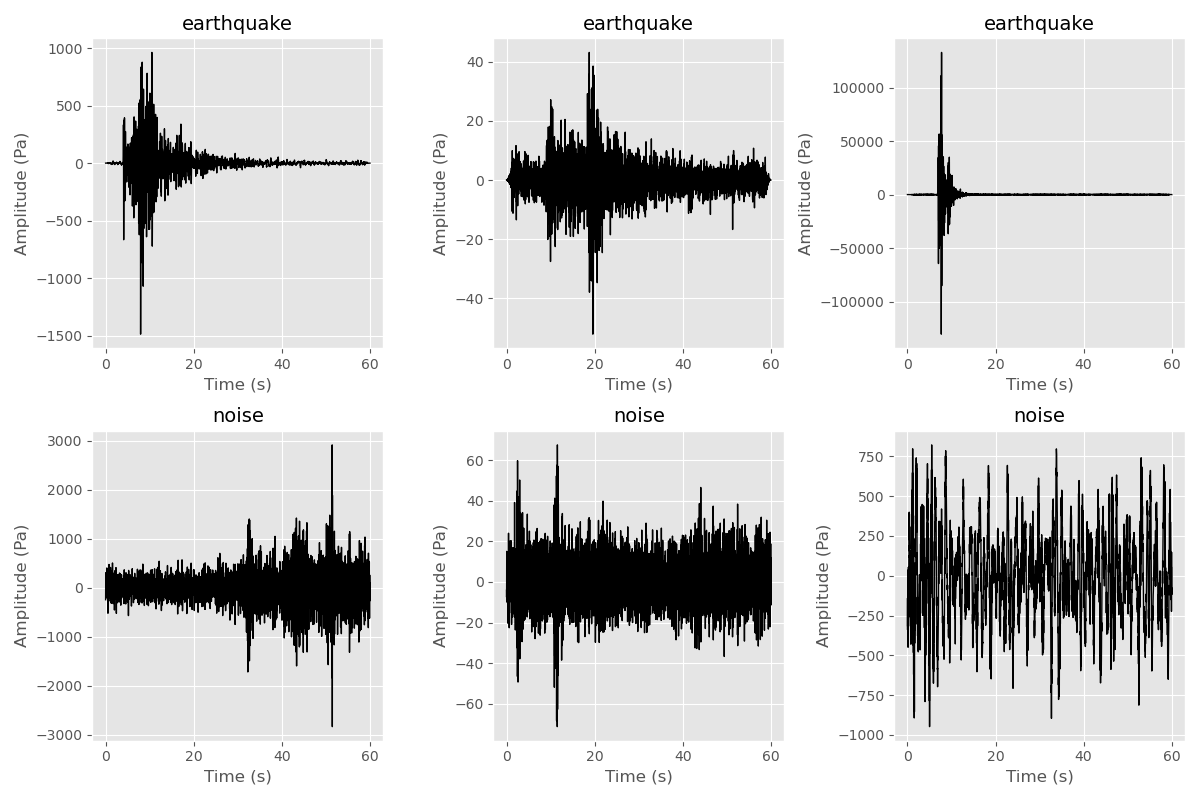 earthquake
earthquake
earthquake
Amplitude (Pa)
1000
500
0
−500
−1000
−1500
0 20 40 60
Time (s)
Amplitude (Pa)
40
20
0
−20
−40
0 20 40 60
Time (s)
Amplitude (Pa)
100000
50000
0
−50000
−100000
0 20 40 60
Time (s)
noise
noise
noise
Amplitude (Pa)
3000
2000
1000
0
−1000
−2000
−3000
0 20 40 60
Time (s)
Amplitude (Pa)
60
40
20
0
−20
−40
−60
0 20 40 60
Time (s)
Amplitude (Pa)
750
500
250
0
−250
−500
−750
−1000
0 20 40 60
Time (s)